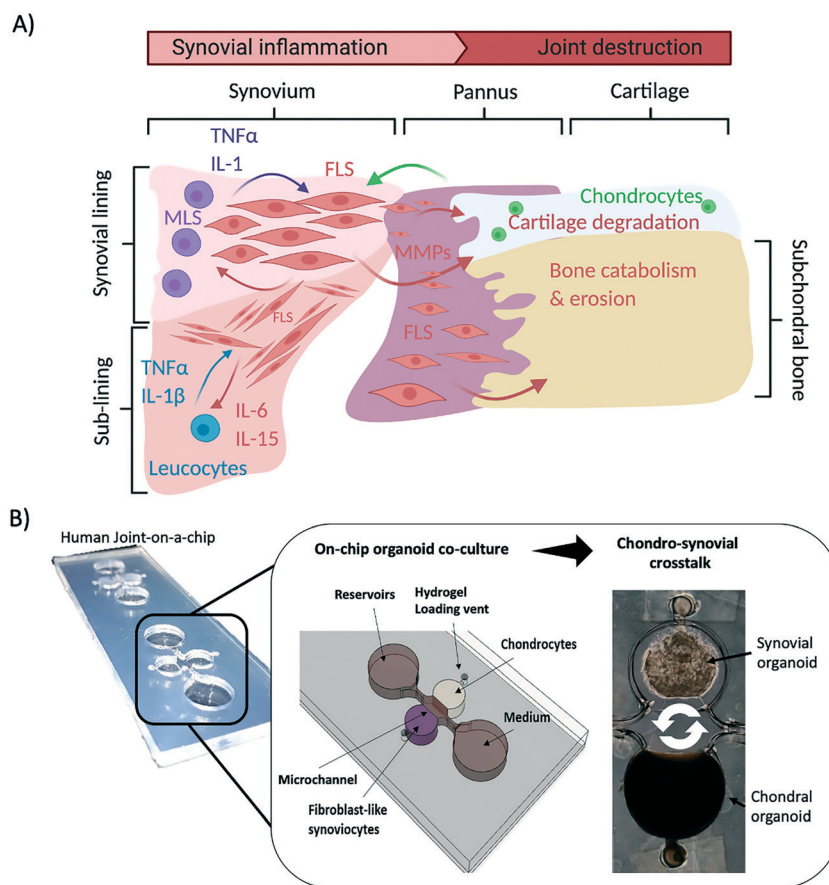 A)
Synovial inflammation
Joint destruction
Synovium
Pannus
Cartilage
TNFα
IL-1
FLS
MLS
Chondrocytes
Cartilage degradation
MMPs
Bone catabolism
& erosion
FLS
FLS
TNFα
IL-1β
IL-6
IL-15
Leucocytes
Synovial lining
Sub-lining
Subchondral bone
B)
Human Joint-on-a-chip
On-chip organoid co-culture
Chondro-synovial
crosstalk
Reservoirs
Hydrogel
Loading vent
Chondrocytes
Medium
Microchannel
Fibroblast-like
synoviocytes
Synovial
organoid
Chondral
organoid